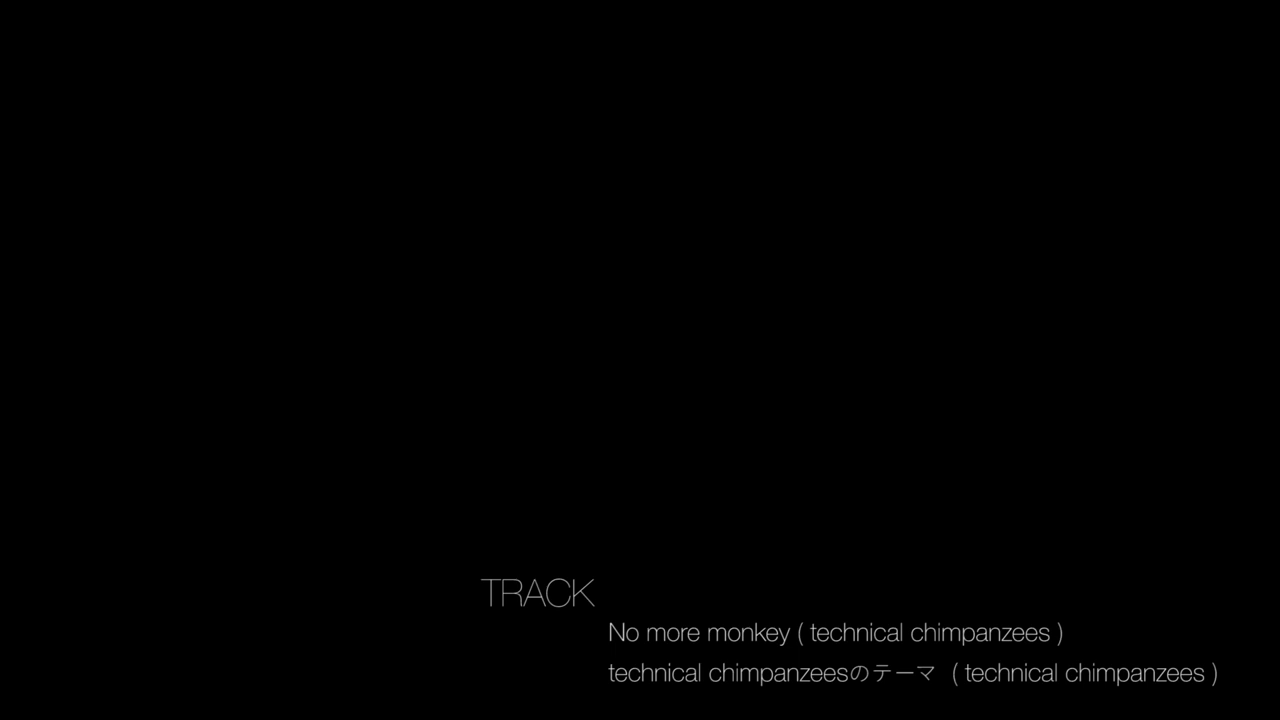 TRACK
No more monkey ( technical chimpanzees )
technical chimpanzeesのテーマ ( technical chimpanzees )